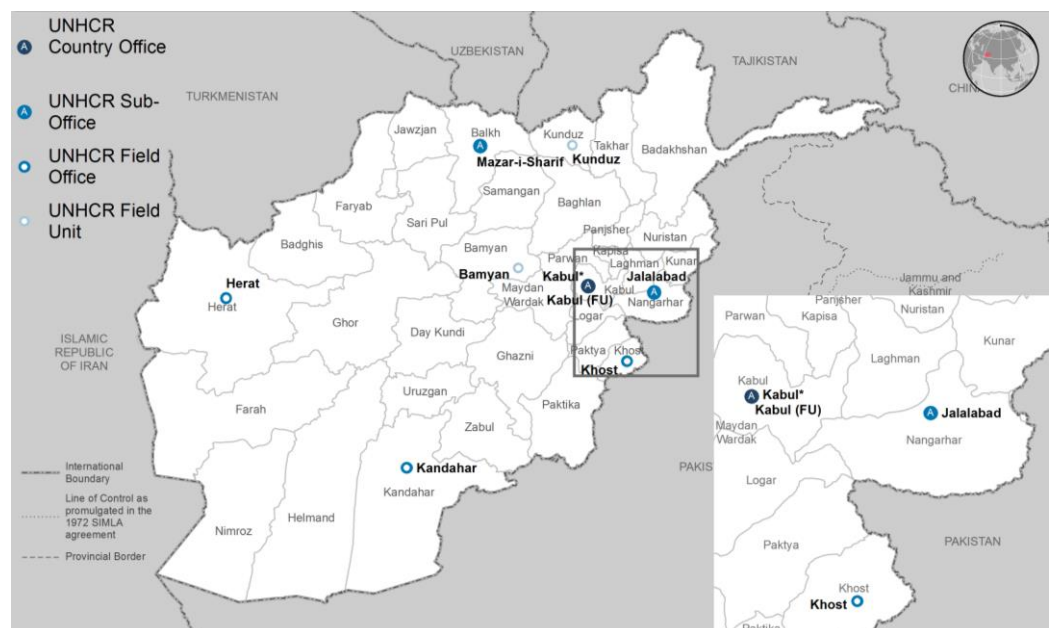 UNHCR
Country Office
UNHCR Sub-
Office
UNHCR Field
Office
UNHCR Field
Unit
UZBEKISTAN
TAJIKISTAN
TURKMENISTAN
CHIN
Jawzjan
Balkh
A
Mazar-i-Sharif
Kunduz
Kunduz
Takhar
Badakhshan
Samangan
Faryab
Sari Pul
Baghlan
Badghis
Panjsher
Kapisa
Nuristan
Bamyan
Bamyan
Parwan
Laghman
Kunar
Kabul*
A
Kabul (FU)
Kabul
Jalalabad
A
Nangarhar
Herat
Herat
Maydan
Wardak
Logar
Jammu and
Kashmir
Ghor
Day Kundi
ISLAMIC
REPUBLIC
OF IRAN
Ghazni
Paktya
Khost
Khost
Uruzgan
Paktika
Farah
Zabul
Kandahar
Kandahar
PAKIS
Helmand
Nimroz
International
Boundary
Line of Control as
promulgated in the
1972 SIMLA
agreement
Provincial Border
Parwan
Panjsher
Kapisa
Nuristan
Kunar
Laghman
Kabul
A
Kabul*
Kabul (FU)
A
Jalalabad
Maydan
Wardak
Nangarhar
Logar
Paktya
PAKISTAN
Khost
Khost
Paktika